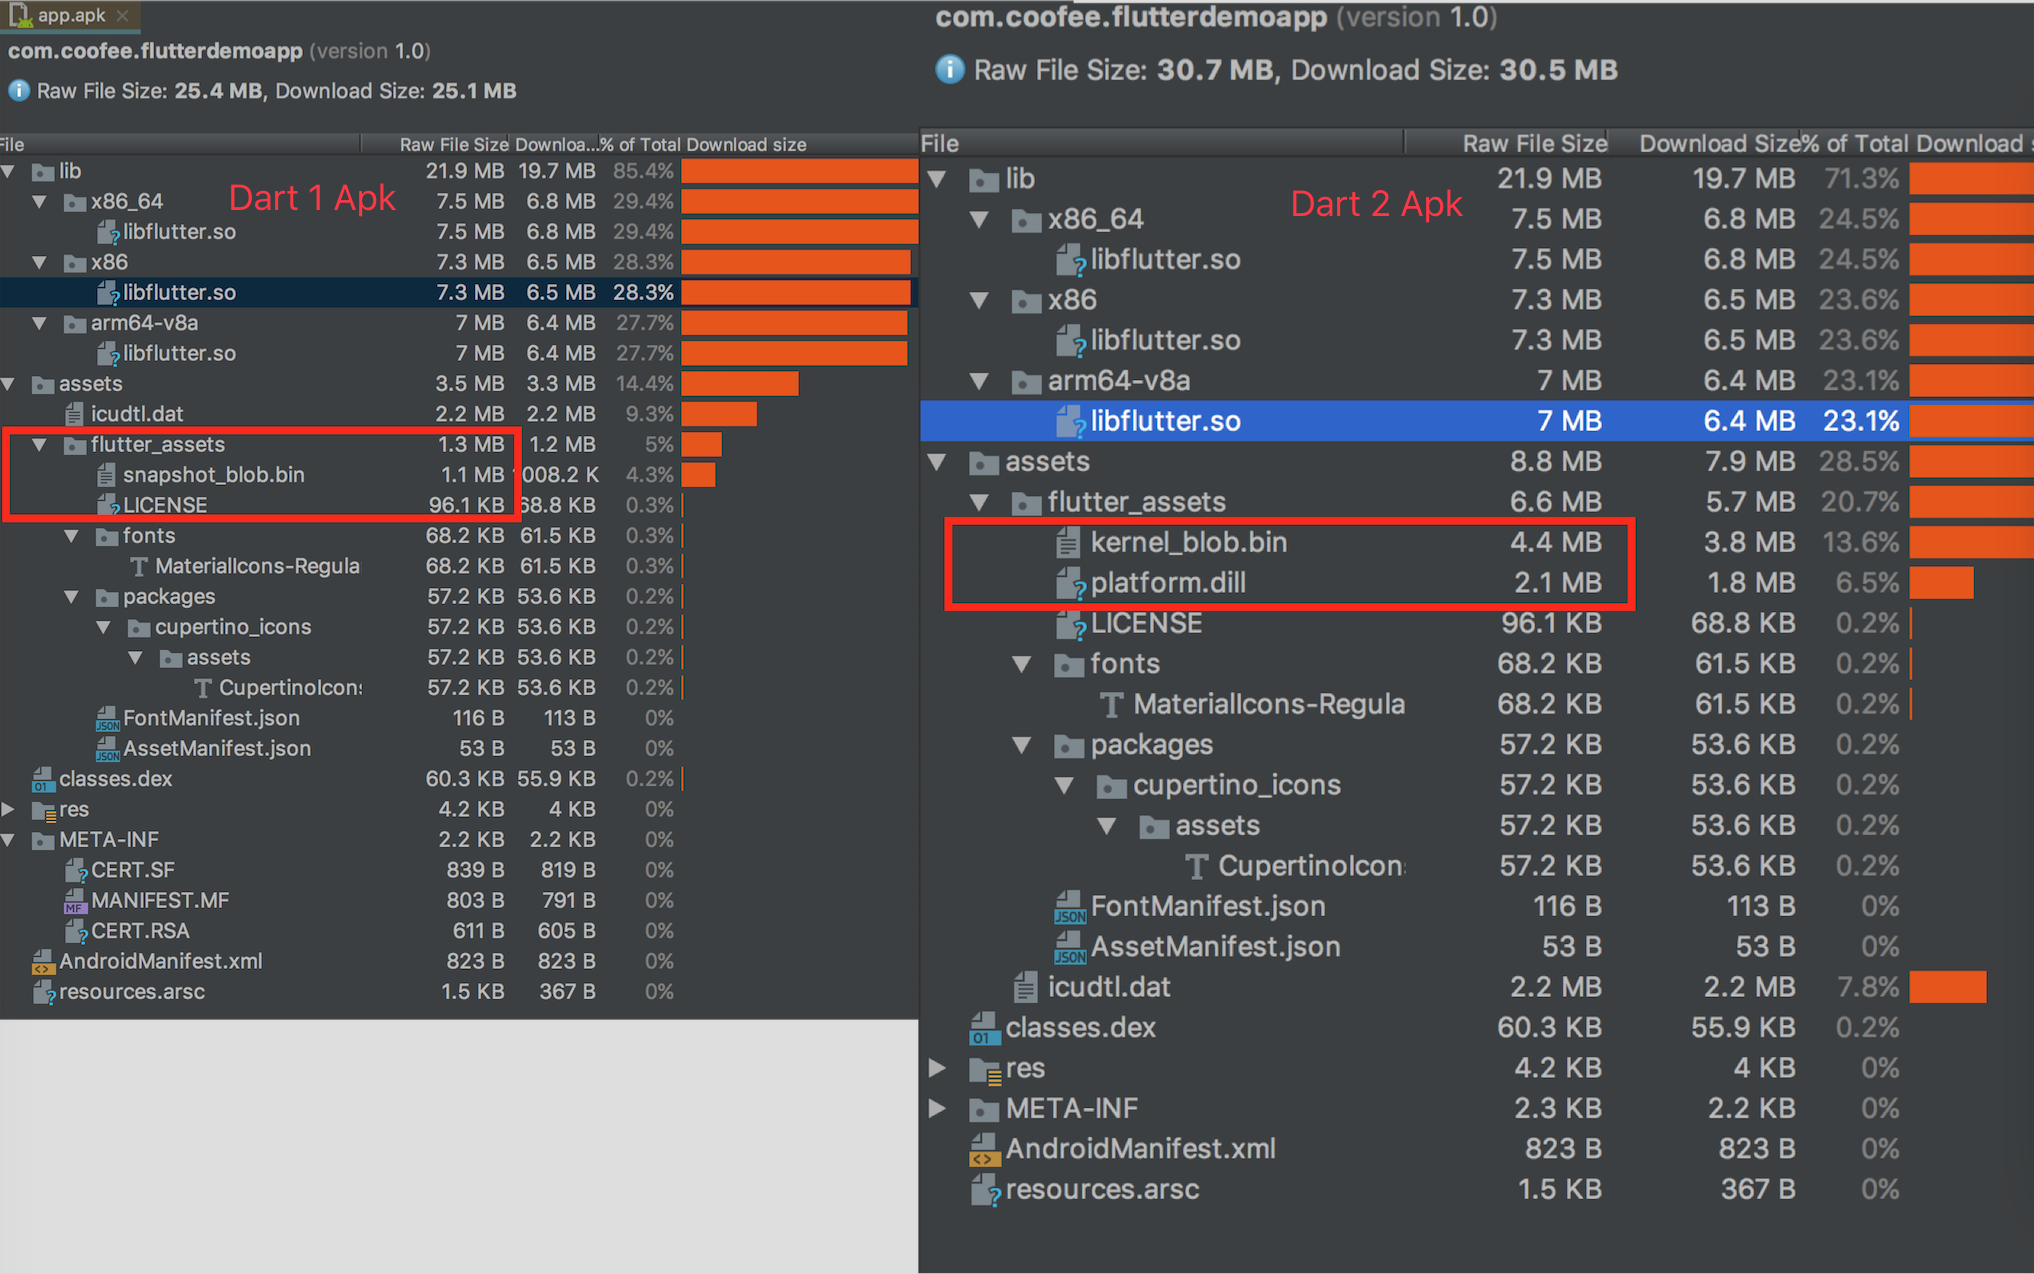 app.apk
com.coofee.flutterdemoapp (version 1.0)
Raw File Size: 25.4 MB, Download Size: 25.1 MB
File Raw File Size Downloa... % of Total Download size
lib 21.9 MB 19.7 MB 85.4%
Dart 1 Apk
x86_64 7.5 MB 6.8 MB 29.4%
libflutter.so 7.5 MB 6.8 MB 29.4%
x86 7.3 MB 6.5 MB 28.3%
libflutter.so 7.3 MB 6.5 MB 28.3%
arm64-v8a 7 MB 6.4 MB 27.7%
libflutter.so 7 MB 6.4 MB 27.7%
assets 3.5 MB 3.3 MB 14.4%
icudtl.dat 2.2 MB 2.2 MB 9.3%
flutter_assets 1.3 MB 1.2 MB 5%
snapshot_blob.bin 1.1 MB 008.2 K 4.3%
LICENSE 96.1 KB 68.8 KB 0.3%
fonts 68.2 KB 61.5 KB 0.3%
MaterialIcons-Regula 68.2 KB 61.5 KB 0.3%
packages 57.2 KB 53.6 KB 0.2%
cupertino_icons 57.2 KB 53.6 KB 0.2%
assets 57.2 KB 53.6 KB 0.2%
CupertinoIcons 57.2 KB 53.6 KB 0.2%
FontManifest.json 116 B 113 B 0%
AssetManifest.json 53 B 53 B 0%
classes.dex 60.3 KB 55.9 KB 0.2%
res 4.2 KB 4 KB 0%
META-INF 2.2 KB 2.2 KB 0%
CERT.SF 839 B 819 B 0%
MANIFEST.MF 803 B 791 B 0%
CERT.RSA 611 B 605 B 0%
AndroidManifest.xml 823 B 823 B 0%
resources.arsc 1.5 KB 367 B 0%
com.coofee.flutterdemoapp (version 1.0)
Raw File Size: 30.7 MB, Download Size: 30.5 MB
File Raw File Size Download Size % of Total Download s
lib 21.9 MB 19.7 MB 71.3%
Dart 2 Apk
x86_64 7.5 MB 6.8 MB 24.5%
libflutter.so 7.5 MB 6.8 MB 24.5%
x86 7.3 MB 6.5 MB 23.6%
libflutter.so 7.3 MB 6.5 MB 23.6%
arm64-v8a 7 MB 6.4 MB 23.1%
libflutter.so 7 MB 6.4 MB 23.1%
assets 8.8 MB 7.9 MB 28.5%
flutter_assets 6.6 MB 5.7 MB 20.7%
kernel_blob.bin 4.4 MB 3.8 MB 13.6%
platform.dill 2.1 MB 1.8 MB 6.5%
LICENSE 96.1 KB 68.8 KB 0.2%
fonts 68.2 KB 61.5 KB 0.2%
MaterialIcons-Regula 68.2 KB 61.5 KB 0.2%
packages 57.2 KB 53.6 KB 0.2%
cupertino_icons 57.2 KB 53.6 KB 0.2%
assets 57.2 KB 53.6 KB 0.2%
CupertinoIcon 57.2 KB 53.6 KB 0.2%
FontManifest.json 116 B 113 B 0%
AssetManifest.json 53 B 53 B 0%
icudtl.dat 2.2 MB 2.2 MB 7.8%
classes.dex 60.3 KB 55.9 KB 0.2%
res 4.2 KB 4 KB 0%
META-INF 2.3 KB 2.2 KB 0%
AndroidManifest.xml 823 B 823 B 0%
resources.arsc 1.5 KB 367 B 0%